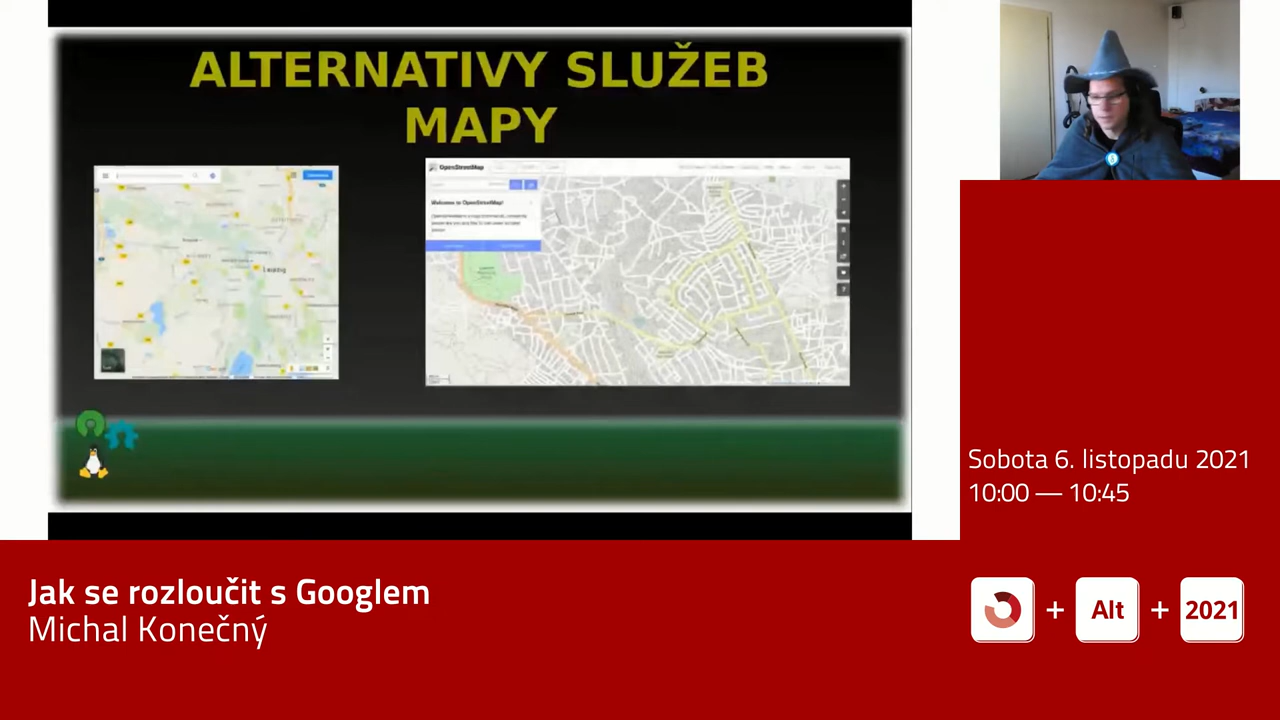 ALTERNATIVY SLUŽEB
MAPY
OpenStreetMap
Welcome to OpenStreetMap!
Leipzig
Sobota 6. listopadu 2021
10:00 — 10:45
Jak se rozloučit s Googlem
Michal Konečný
+ Alt + 2021